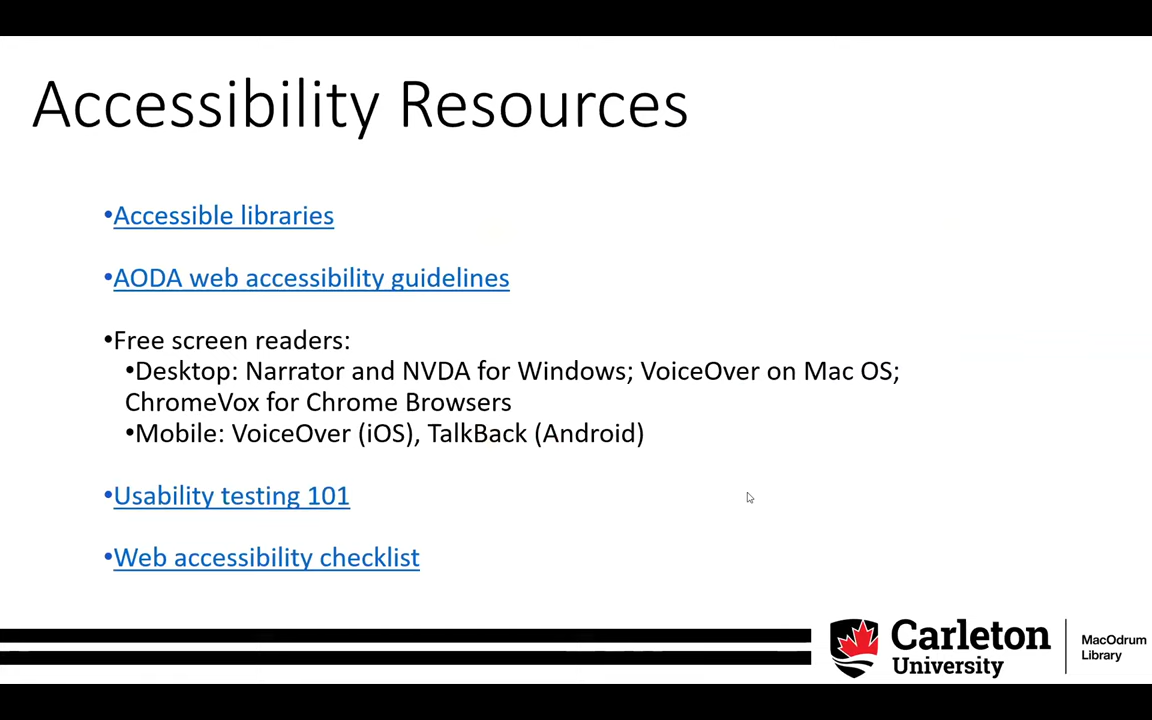 Accessibility Resources
•Accessible libraries
•AODA web accessibility guidelines
•Free screen readers:
•Desktop: Narrator and NVDA for Windows; VoiceOver on Mac OS;
ChromeVox for Chrome Browsers
•Mobile: VoiceOver (iOS), TalkBack (Android)
•Usability testing 101
•Web accessibility checklist
Carleton
University
MacOdrum
Library